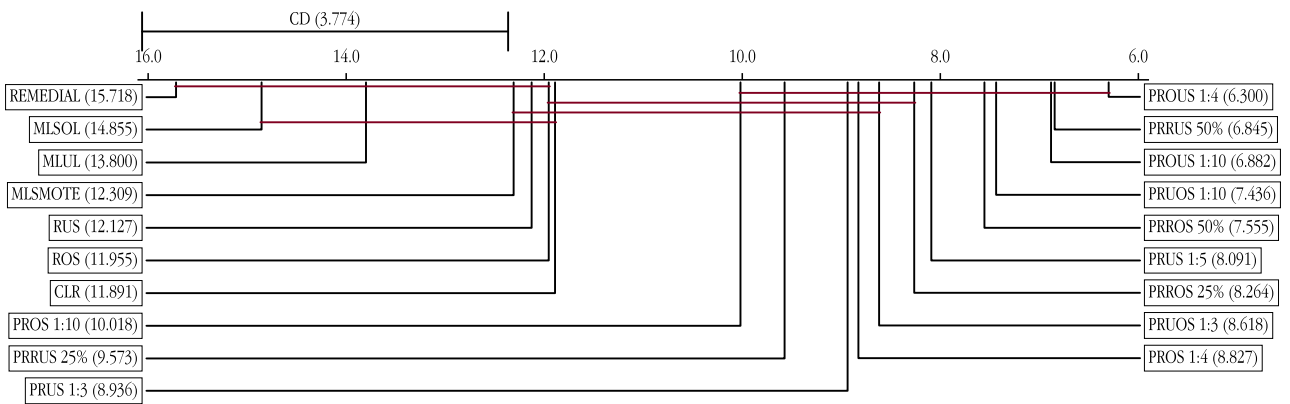 CD (3.774)
16.0 14.0 12.0 10.0 8.0 6.0
REMEDIAL (15.718)
MLSOL (14.855)
MLUL (13.800)
MLSMOTE (12.309)
RUS (12.127)
ROS (11.955)
CLR (11.891)
PROS 1:10 (10.018)
PRRUS 25% (9.573)
PRUS 1:3 (8.936)
PROUS 1:4 (6.300)
PRRUS 50% (6.845)
PROUS 1:10 (6.882)
PRUOS 1:10 (7.436)
PRROS 50% (7.555)
PRUS 1:5 (8.091)
PRROS 25% (8.264)
PRUOS 1:3 (8.618)
PROS 1:4 (8.827)